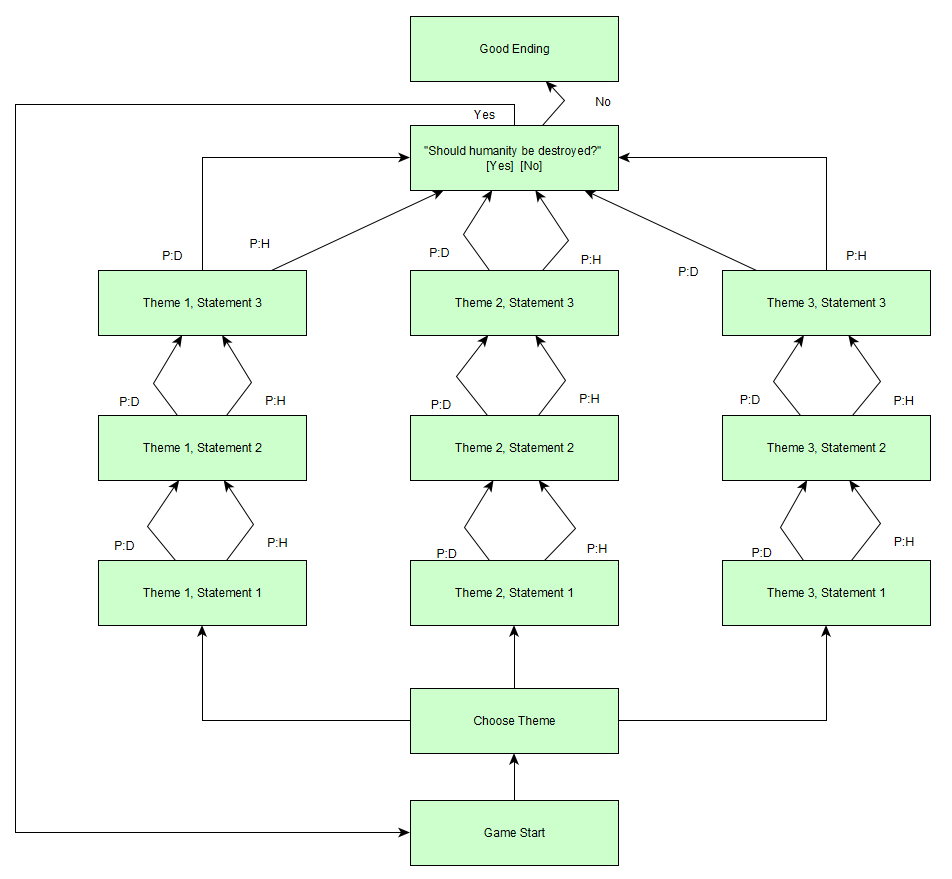 Good Ending
No
Yes
"Should humanity be destroyed?"
[Yes]  [No]
P:D
P:H
P:D
P:H
P:D
P:H
Theme 1, Statement 3
Theme 2, Statement 3
Theme 3, Statement 3
P:D
P:H
P:D
P:H
P:D
P:H
Theme 1, Statement 2
Theme 2, Statement 2
Theme 3, Statement 2
P:D
P:H
P:D
P:H
P:D
P:H
Theme 1, Statement 1
Theme 2, Statement 1
Theme 3, Statement 1
Choose Theme
Game Start